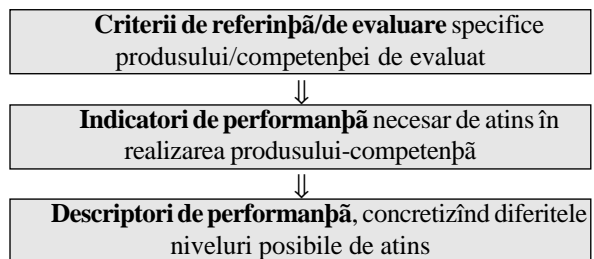 Criterii de referinþã/de evaluare specifice
produsului/competenþei de evaluat
⇓
Indicatori de performanþã necesar de atins în
realizarea produsului-competenþã
⇓
Descriptori de performanþã, concretizînd diferitele
niveluri posibile de atins